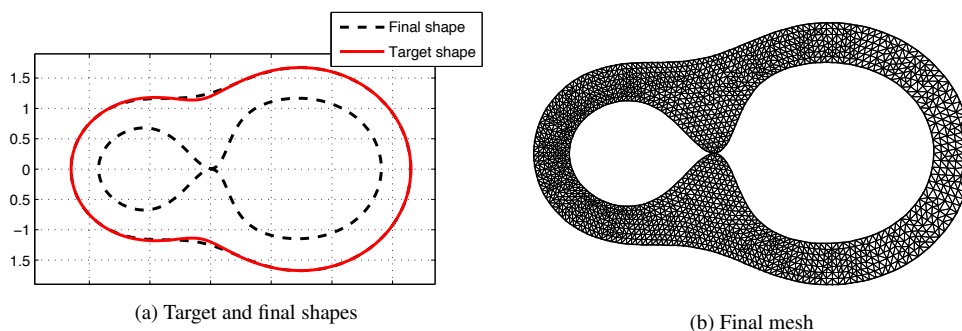 Final shape
Target shape
1.5
1
0.5
0
0.5
−1
1.5
(a) Target and final shapes
(b) Final mesh